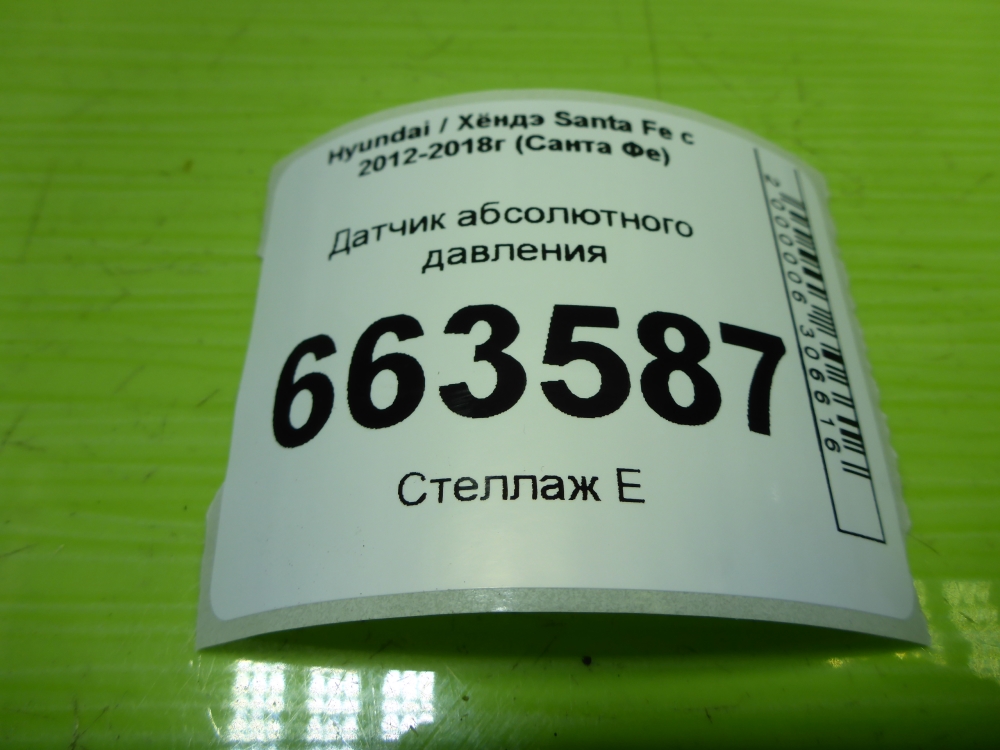 Hyundai / Хёндэ Santa Fe с
2012-2018г (Санта Фе)
Датчик абсолютного
давления
663587
Стеллаж Е
2000006306616